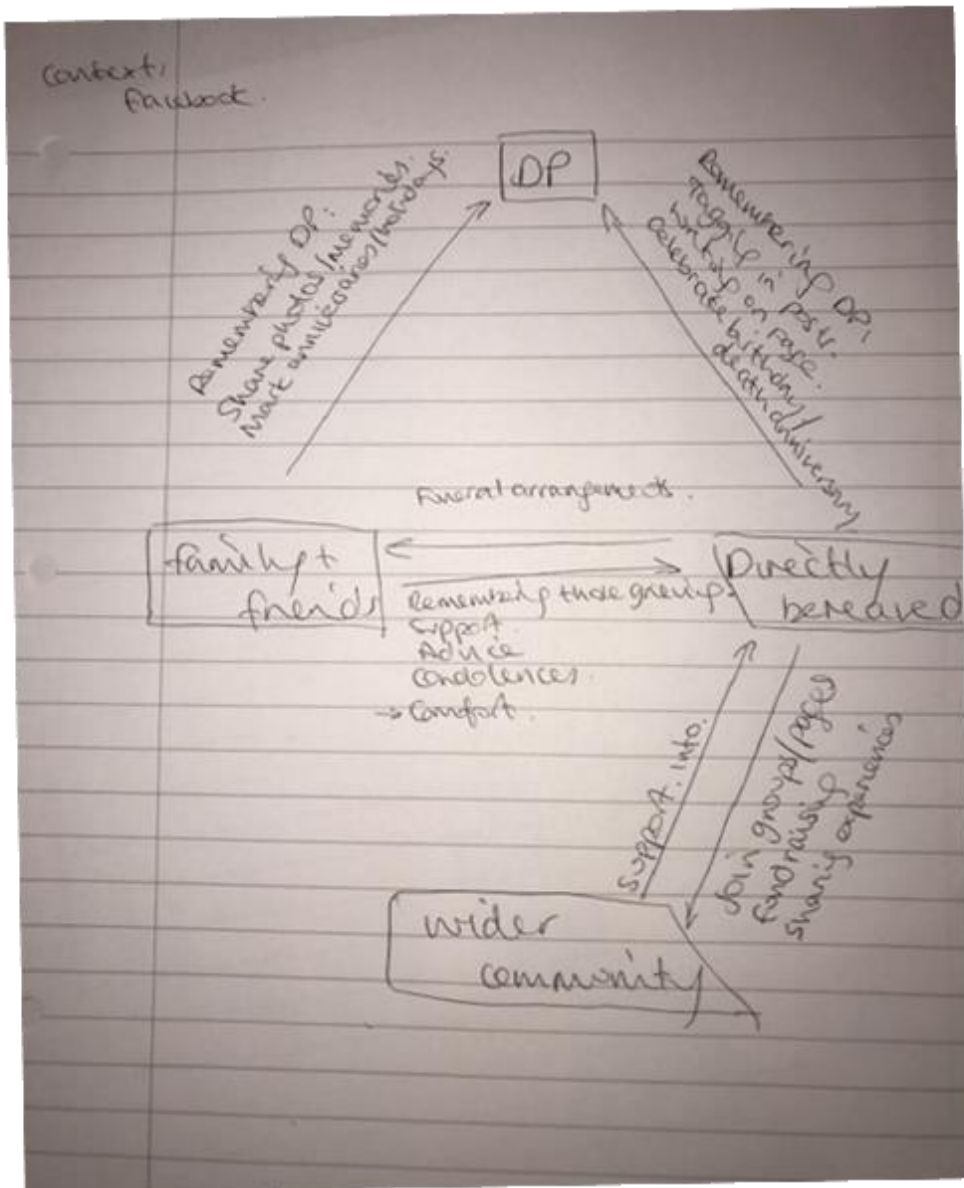 Context:
Facebook.
DP
Remembering DP:
Share photos/memories.
Mark anniversaries/holidays.
Remembering DP:
Tagging in posts.
Writing on page.
Celebrate birthday/
death anniversary
Funeral arrangements.
family +
friends
Directly
bereaved
Remembering those grieving
Support
Advice
Condolences.
→ Comfort.
Support. info.
Join groups/pages
fundraising
sharing experiences
wider
community